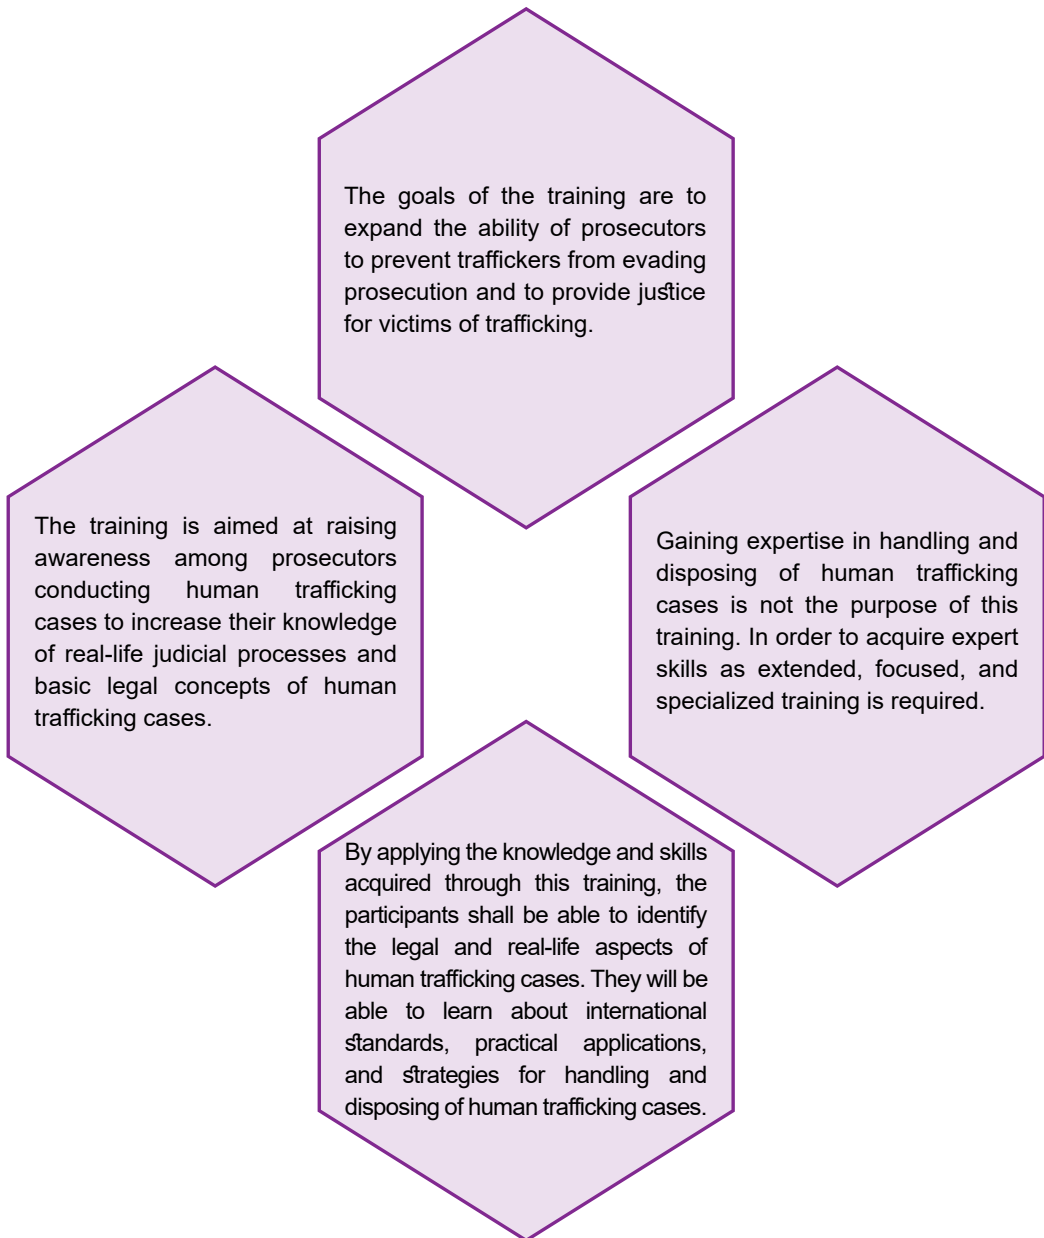 The goals of the training are to
expand the ability of prosecutors
to prevent traffickers from evading
prosecution and to provide justice
for victims of trafficking.
The training is aimed at raising
awareness among prosecutors
conducting human trafficking
cases to increase their knowledge
of real-life judicial processes and
basic legal concepts of human
trafficking cases.
Gaining expertise in handling and
disposing of human trafficking
cases is not the purpose of this
training. In order to acquire expert
skills as extended, focused, and
specialized training is required.
By applying the knowledge and skills
acquired through this training, the
participants shall be able to identify
the legal and real-life aspects of
human trafficking cases. They will be
able to learn about international
standards, practical applications,
and strategies for handling and
disposing of human trafficking cases.